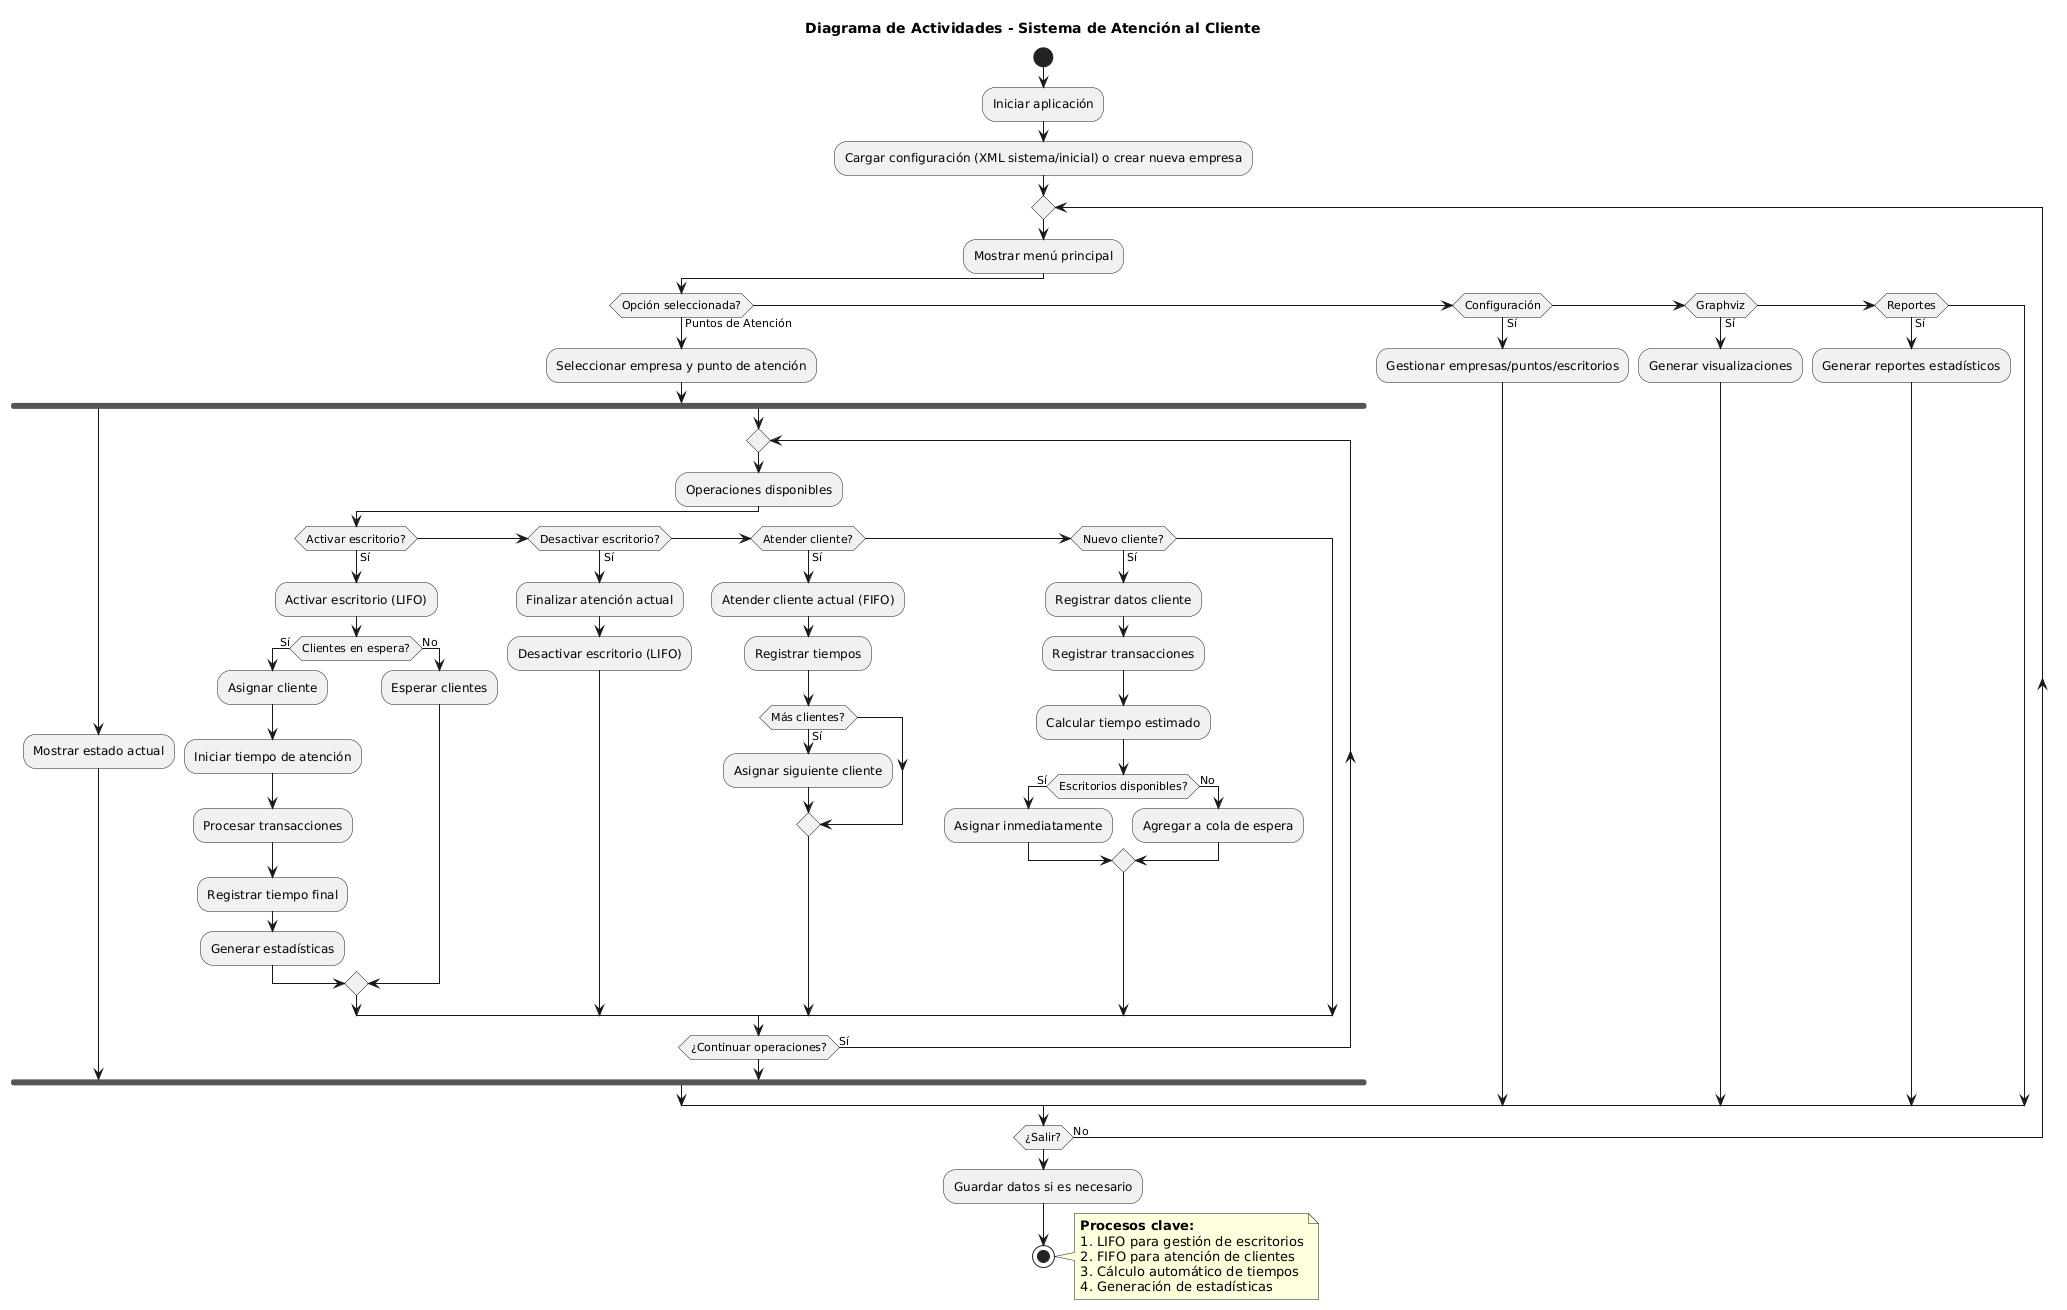 Diagrama de Actividades - Sistema de Atención al Cliente
Iniciar aplicación
Cargar configuración (XML sistema/inicial) o crear nueva empresa
Mostrar menú principal
Opción seleccionada?
Puntos de Atención
Configuración
Sí
Graphviz
Sí
Reportes
Sí
Seleccionar empresa y punto de atención
Gestionar empresas/puntos/escritorios
Generar visualizaciones
Generar reportes estadísticos
Operaciones disponibles
Activar escritorio?
Sí
Desactivar escritorio?
Sí
Atender cliente?
Sí
Nuevo cliente?
Sí
Activar escritorio (LIFO)
Finalizar atención actual
Atender cliente actual (FIFO)
Registrar datos cliente
Sí
Clientes en espera?
No
Desactivar escritorio (LIFO)
Registrar tiempos
Registrar transacciones
Asignar cliente
Esperar clientes
Más clientes?
Sí
Calcular tiempo estimado
Mostrar estado actual
Iniciar tiempo de atención
Asignar siguiente cliente
Sí
Escritorios disponibles?
No
Procesar transacciones
Asignar inmediatamente
Agregar a cola de espera
Registrar tiempo final
Generar estadísticas
¿Continuar operaciones?
Sí
¿Salir?
No
Guardar datos si es necesario
Procesos clave:
1. LIFO para gestión de escritorios
2. FIFO para atención de clientes
3. Cálculo automático de tiempos
4. Generación de estadísticas